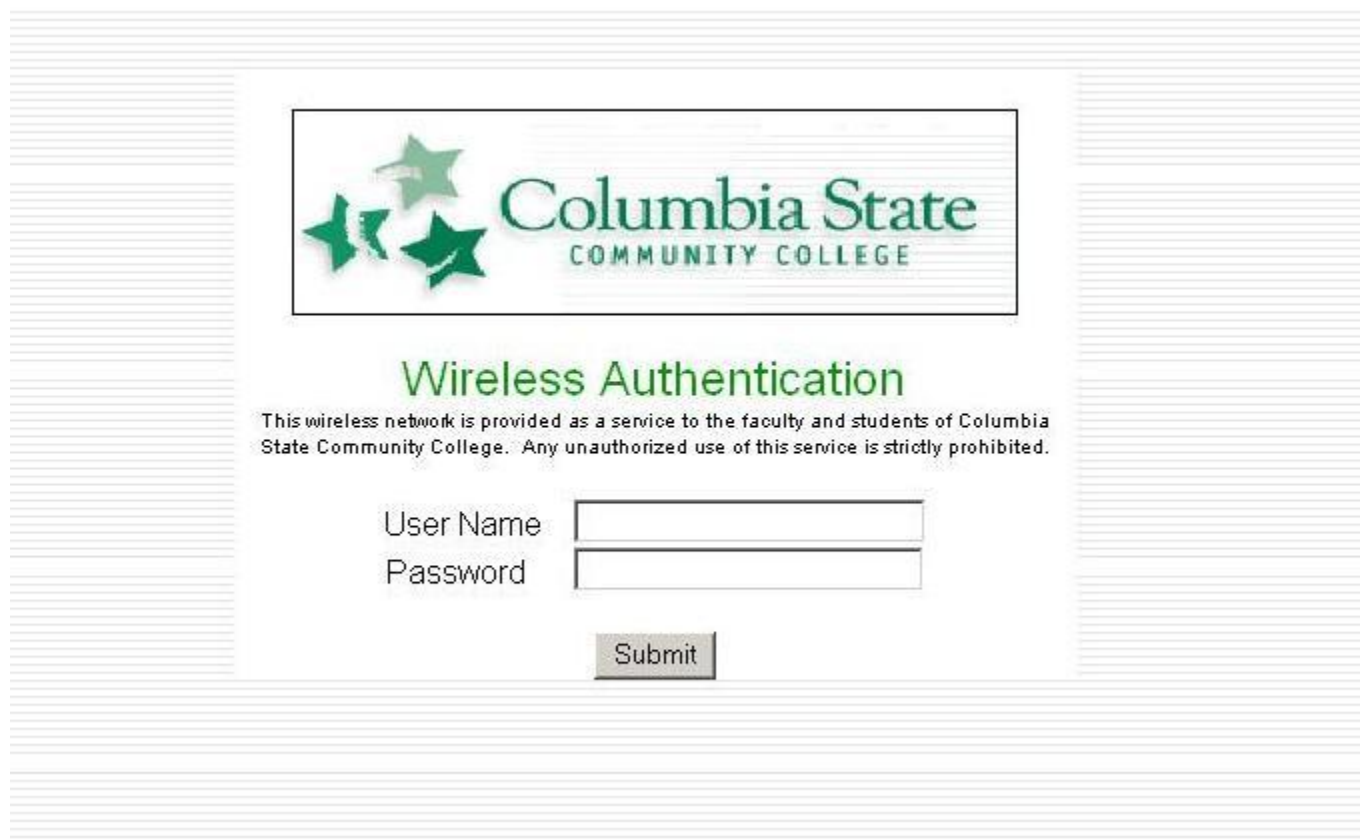 Columbia State
COMMUNITY COLLEGE
Wireless Authentication
This wireless network is provided as a service to the faculty and students of Columbia
State Community College. Any unauthorized use of this service is strictly prohibited.
User Name
Password
Submit